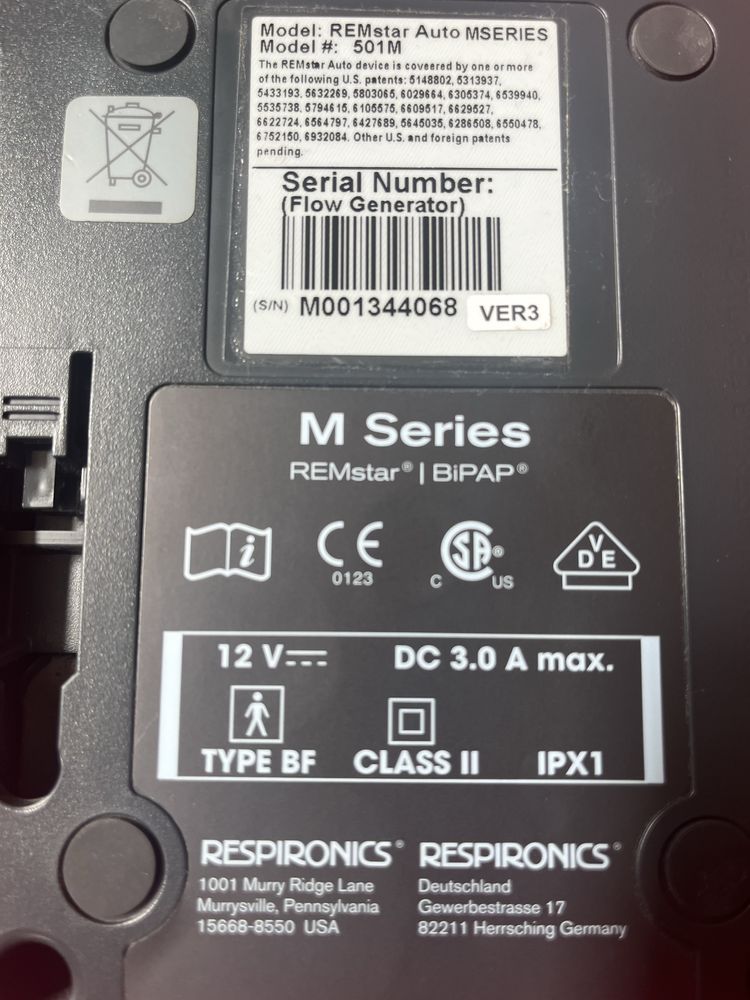 Model: REMstar Auto MSERIES
Model #: 501M
The REMstar Auto device is coveered by one or more
of the following U.S. patents: 5148802, 5313937,
5433193, 5632269, 5803065, 6029664, 6305374, 6539940,
5535738, 5794615, 6105575, 6609517, 6629527,
6622724, 6564797, 6427689, 5645035, 6286508, 6550478,
6752150, 6932084. Other U.S. and foreign patents
pending.
Serial Number:
(Flow Generator)
(S/N) M001344068 VER3
M Series
REMstar® | BiPAP®
i CE 0123 C SA® US VDE
12 V DC 3.0 A max.
TYPE BF CLASS II IPX1
RESPIRONICS® RESPIRONICS®
1001 Murry Ridge Lane Deutschland
Murrysville, Pennsylvania Gewerbestrasse 17
15668-8550 USA 82211 Herrsching Germany